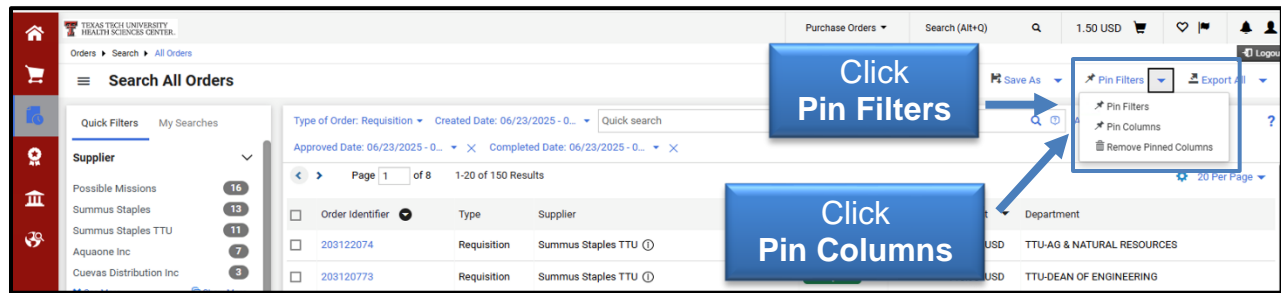 TEXAS TECH UNIVERSITY
HEALTH SCIENCES CENTER.
Purchase Orders
Search (Alt+Q)
1.50 USD
Orders Search All Orders
Logou
Search All Orders
Click
Pin Filters
Save As
Pin Filters
Export All
Pin Filters
Pin Columns
Remove Pinned Columns
Quick Filters My Searches
Type of Order: Requisition Created Date: 06/23/2025 - 0... Quick search
?
Approved Date: 06/23/2025 - 0... Completed Date: 06/23/2025 - 0...
Supplier
Page 1 of 8 1-20 of 150 Results
20 Per Page
Possible Missions 16
Summus Staples 13
Summus Staples TTU 11
Aquaone Inc 7
Cuevas Distribution Inc 3
Click
Pin Columns
Order Identifier Type Supplier Department
203122074 Requisition Summus Staples TTU USD TTU-AG & NATURAL RESOURCES
203120773 Requisition Summus Staples TTU USD TTU-DEAN OF ENGINEERING